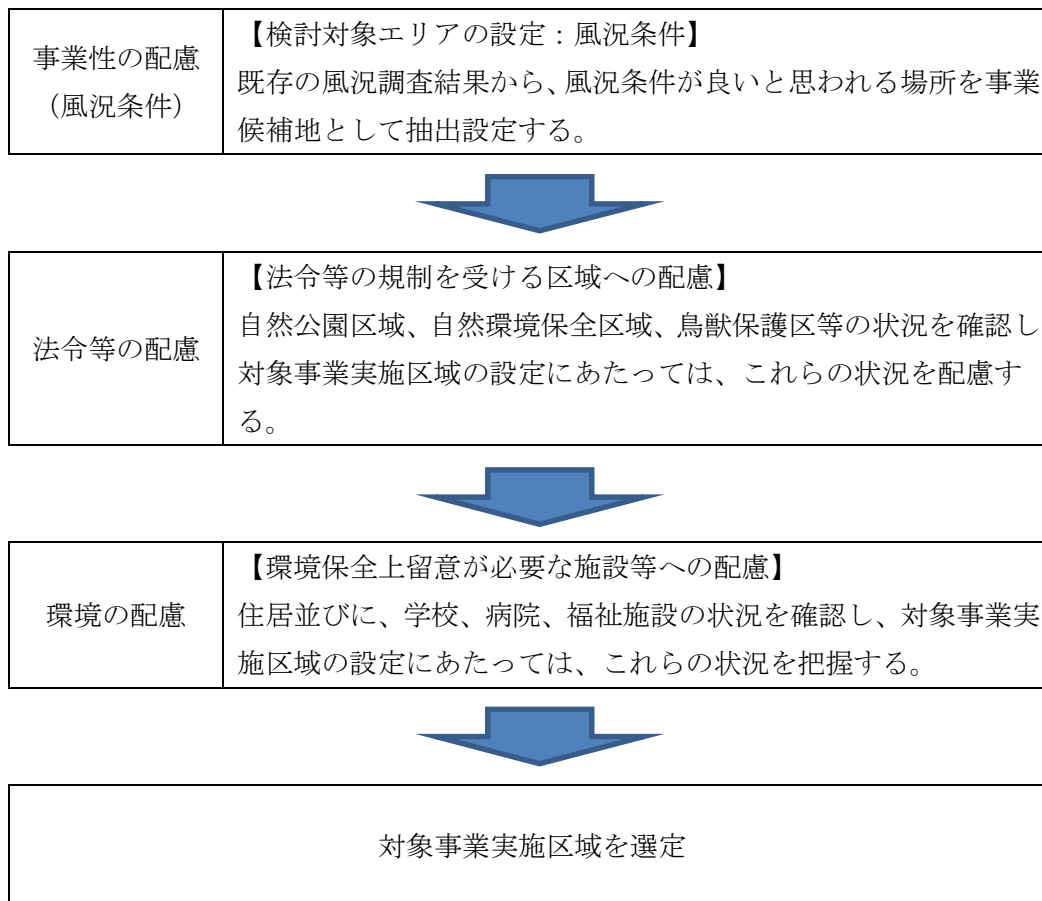 事業性の配慮
（風況条件）
【検討対象エリアの設定：風況条件】
既存の風況調査結果から、風況条件が良いと思われる場所を事業
候補地として抽出設定する。
法令等の配慮
【法令等の規制を受ける区域への配慮】
自然公園区域、自然環境保全区域、鳥獣保護区等の状況を確認し
対象事業実施区域の設定にあたっては、これらの状況を配慮す
る。
環境の配慮
【環境保全上留意が必要な施設等への配慮】
住居並びに、学校、病院、福祉施設の状況を確認し、対象事業実
施区域の設定にあたっては、これらの状況を把握する。
対象事業実施区域を選定